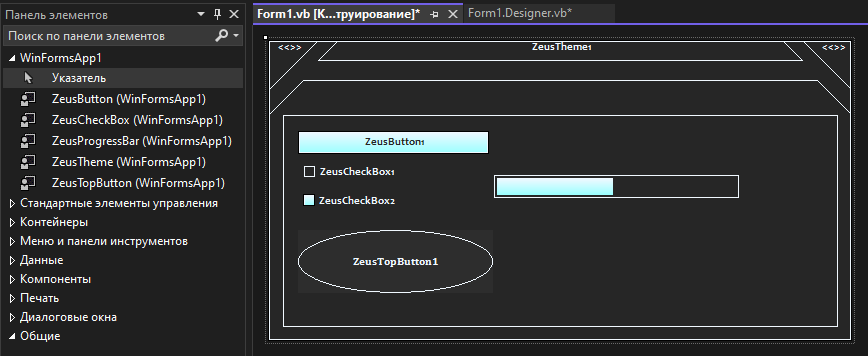 Панель элементов
Поиск по панели элементов
WinFormsApp1
Указатель
ZeusButton (WinFormsApp1)
ZeusCheckBox (WinFormsApp1)
ZeusProgressBar (WinFormsApp1)
ZeusTheme (WinFormsApp1)
ZeusTopButton (WinFormsApp1)
Стандартные элементы управления
Контейнеры
Меню и панели инструментов
Данные
Компоненты
Печать
Диалоговые окна
Общие
Form1.vb [К...труирование]*
Form1.Designer.vb*
<<>> ZeusTheme1 <<>>
ZeusButton1
ZeusCheckBox1
ZeusCheckBox2
ZeusTopButton1